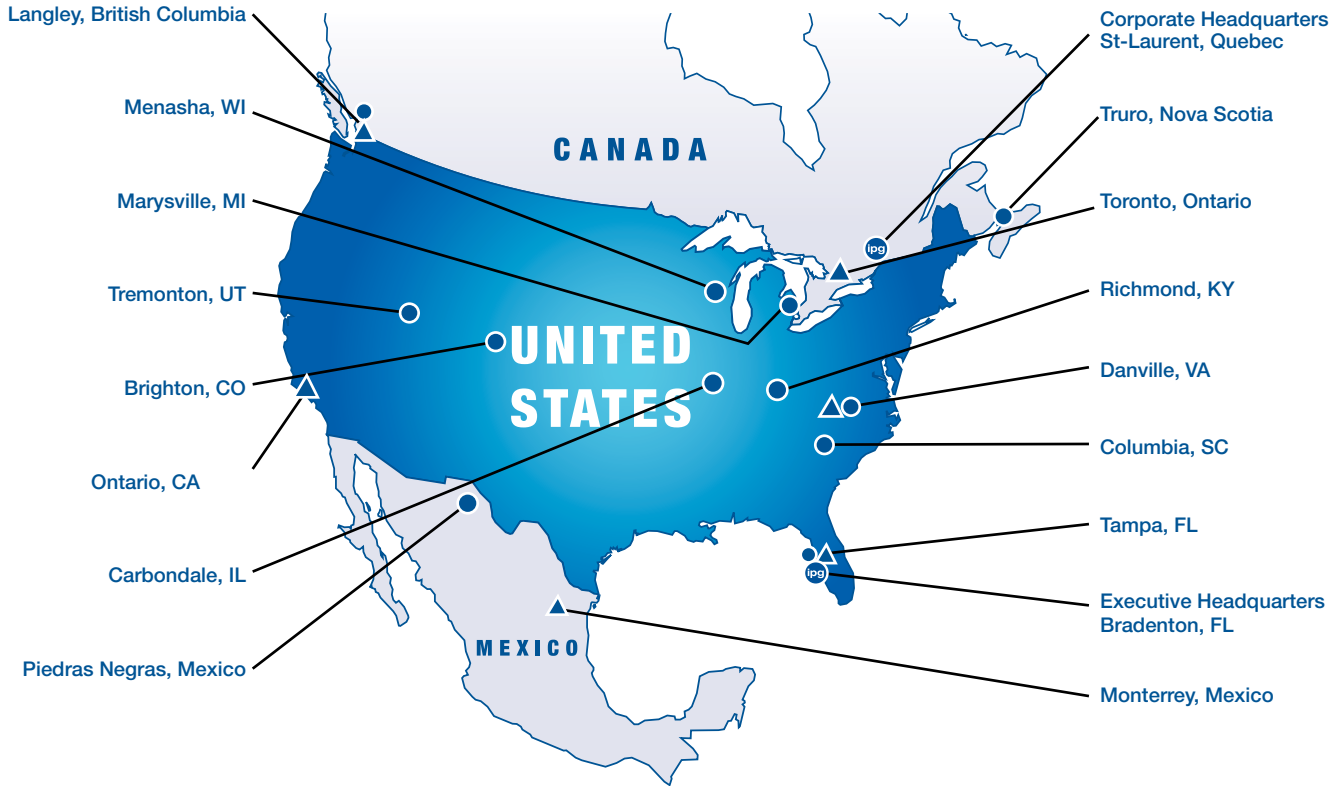 Langley, British Columbia
Menasha, WI
Marysville, MI
Tremonton, UT
Brighton, CO
Ontario, CA
Carbondale, IL
Piedras Negras, Mexico
CANADA
UNITED
STATES
MEXICO
ipg
ipg
Corporate Headquarters
St-Laurent, Quebec
Truro, Nova Scotia
Toronto, Ontario
Richmond, KY
Danville, VA
Columbia, SC
Tampa, FL
Executive Headquarters
Bradenton, FL
Monterrey, Mexico